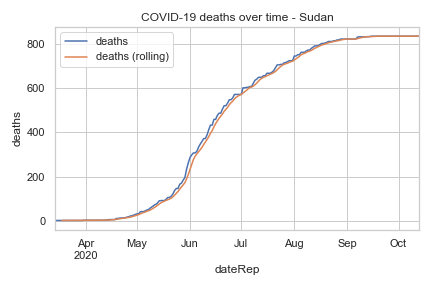 COVID-19 deaths over time - Sudan
deaths
deaths (rolling)
800
600
400
200
0
deaths
Apr May Jun Jul Aug Sep Oct
2020
dateRep